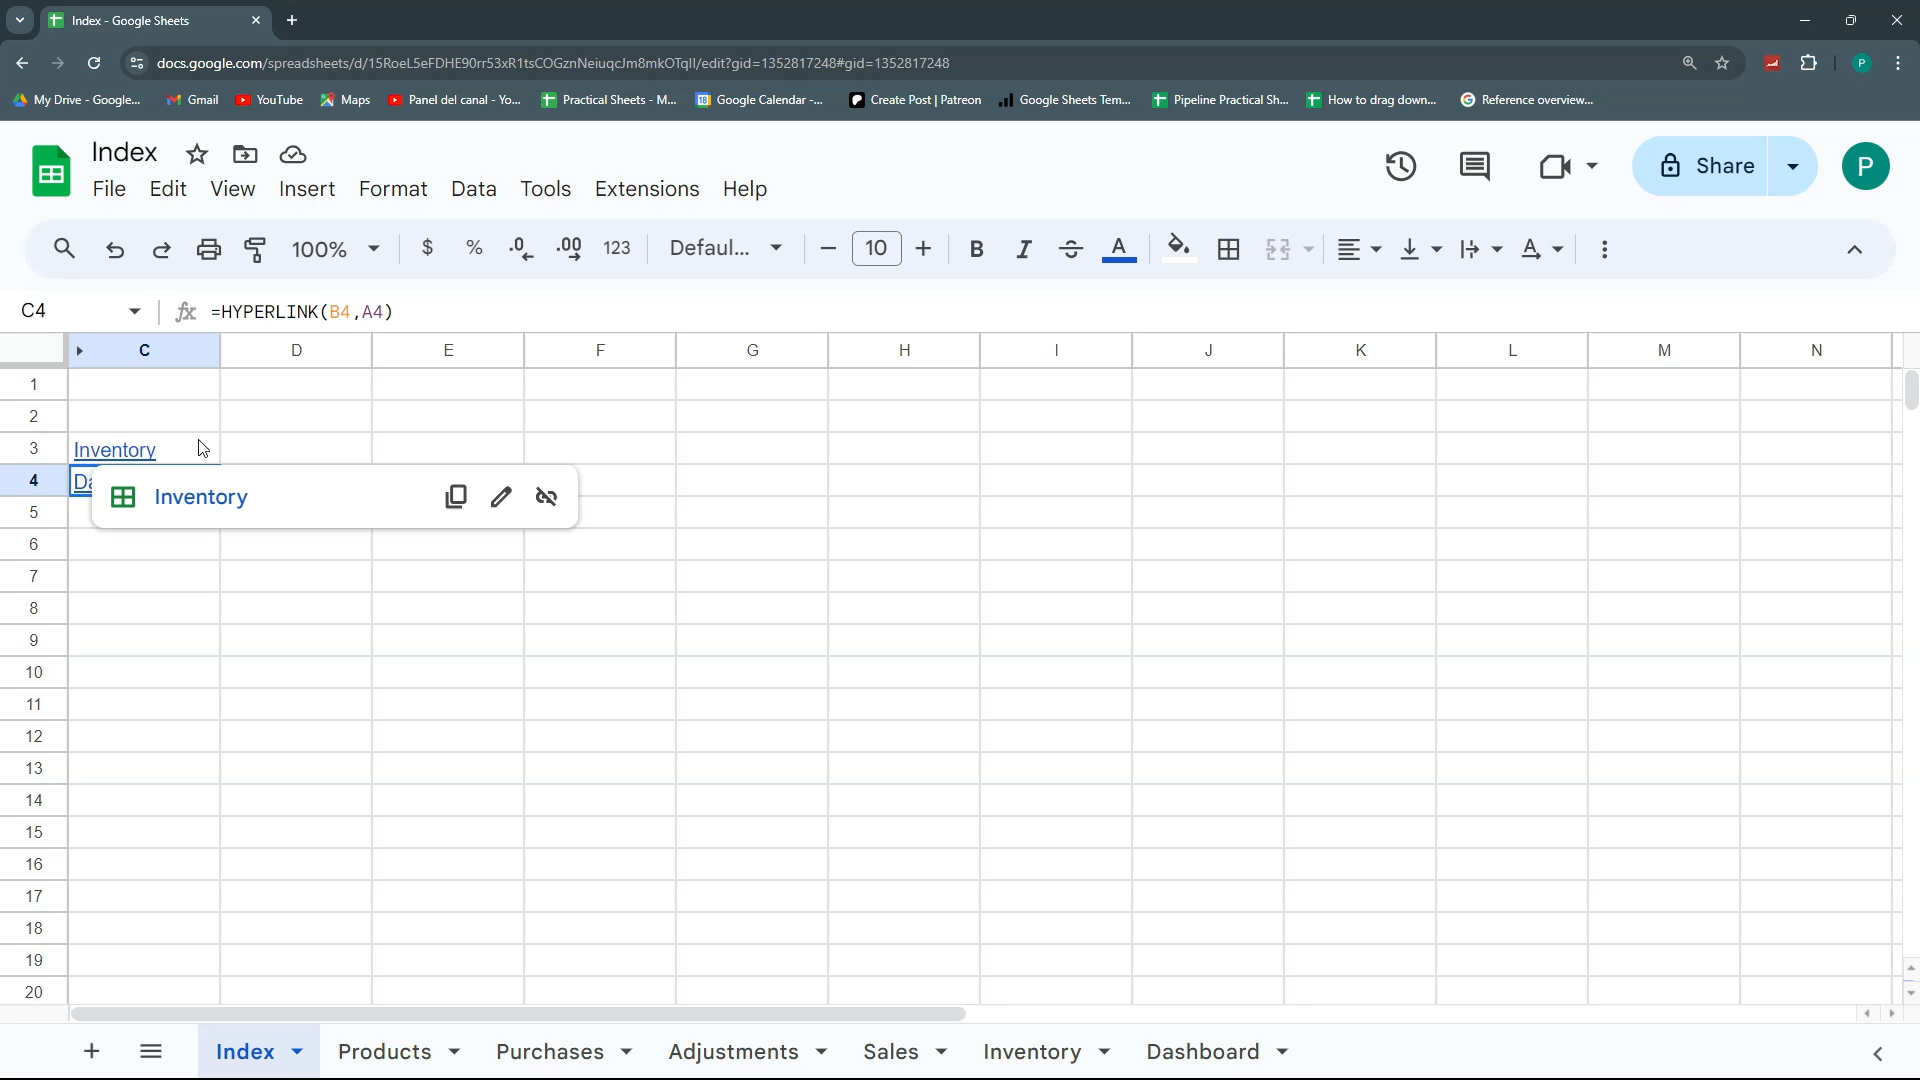 Index - Google Sheets
docs.google.com/spreadsheets/d/15RoeL5eFDHE90rr53xR1tsCOGznNeiuqcJm8mkOTqlI/edit?gid=1352817248#gid=1352817248
P
My Drive - Google... Gmail YouTube Maps Panel del canal - Yo... Practical Sheets - M... Google Calendar -... Create Post | Patreon Google Sheets Tem... Pipeline Practical Sh... How to drag down... Reference overview...
Index
File Edit View Insert Format Data Tools Extensions Help
Share P
100% $ % .0 .00 123 Defaul... 10 B I A
C4 fx =HYPERLINK(B4,A4)
C D E F G H I J K L M N
1
2
3 Inventory
4 Da
Inventory
5
6
7
8
9
10
11
12
13
14
15
16
17
18
19
20
Index Products Purchases Adjustments Sales Inventory Dashboard